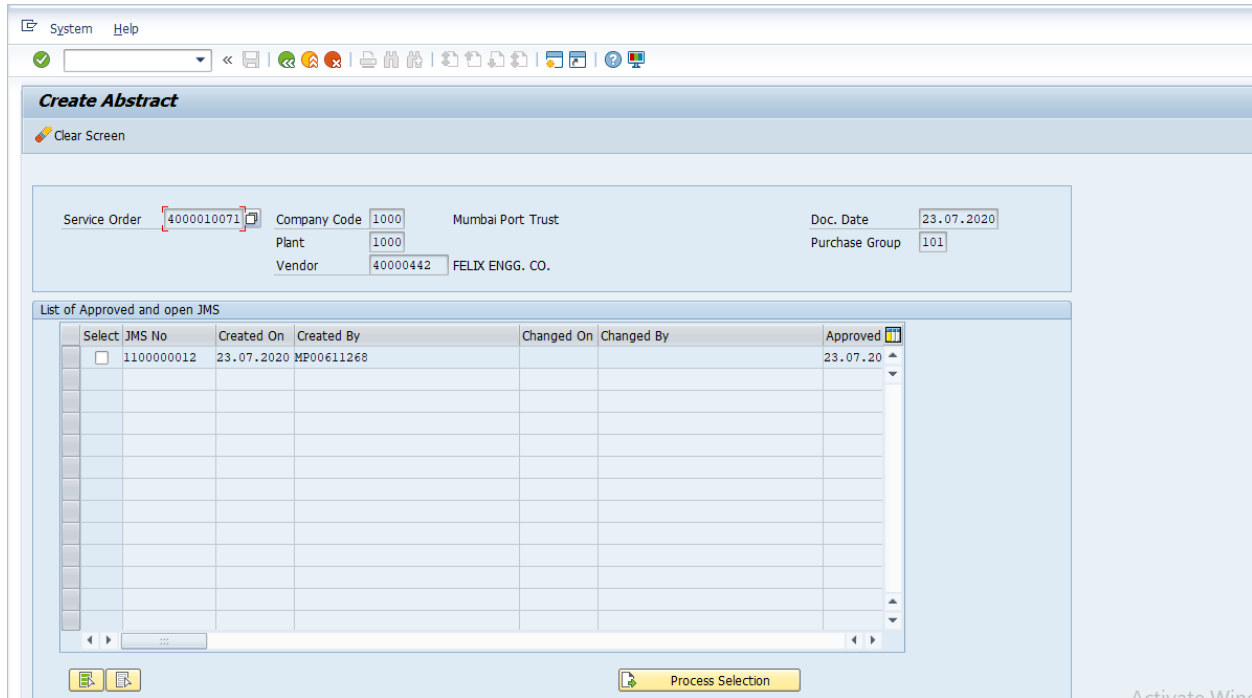 System Help
Create Abstract
Clear Screen
Service Order 4000010071 Company Code 1000 Mumbai Port Trust Doc. Date 23.07.2020
Plant 1000 Purchase Group 101
Vendor 40000442 FELIX ENGG. CO.
List of Approved and open JMS
Select JMS No Created On Created By Changed On Changed By Approved
1100000012 23.07.2020 MP00611268 23.07.20
Process Selection